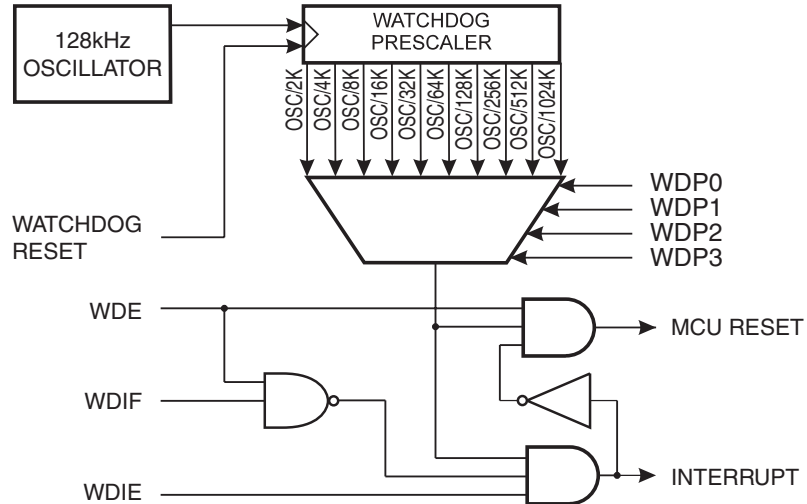 128kHz
OSCILLATOR
WATCHDOG
PRESCALER
OSC/2K
OSC/4K
OSC/8K
OSC/16K
OSC/32K
OSC/64K
OSC/128K
OSC/256K
OSC/512K
OSC/1024K
WDP0
WDP1
WDP2
WDP3
WATCHDOG
RESET
WDE
MCU RESET
WDIF
INTERRUPT
WDIE